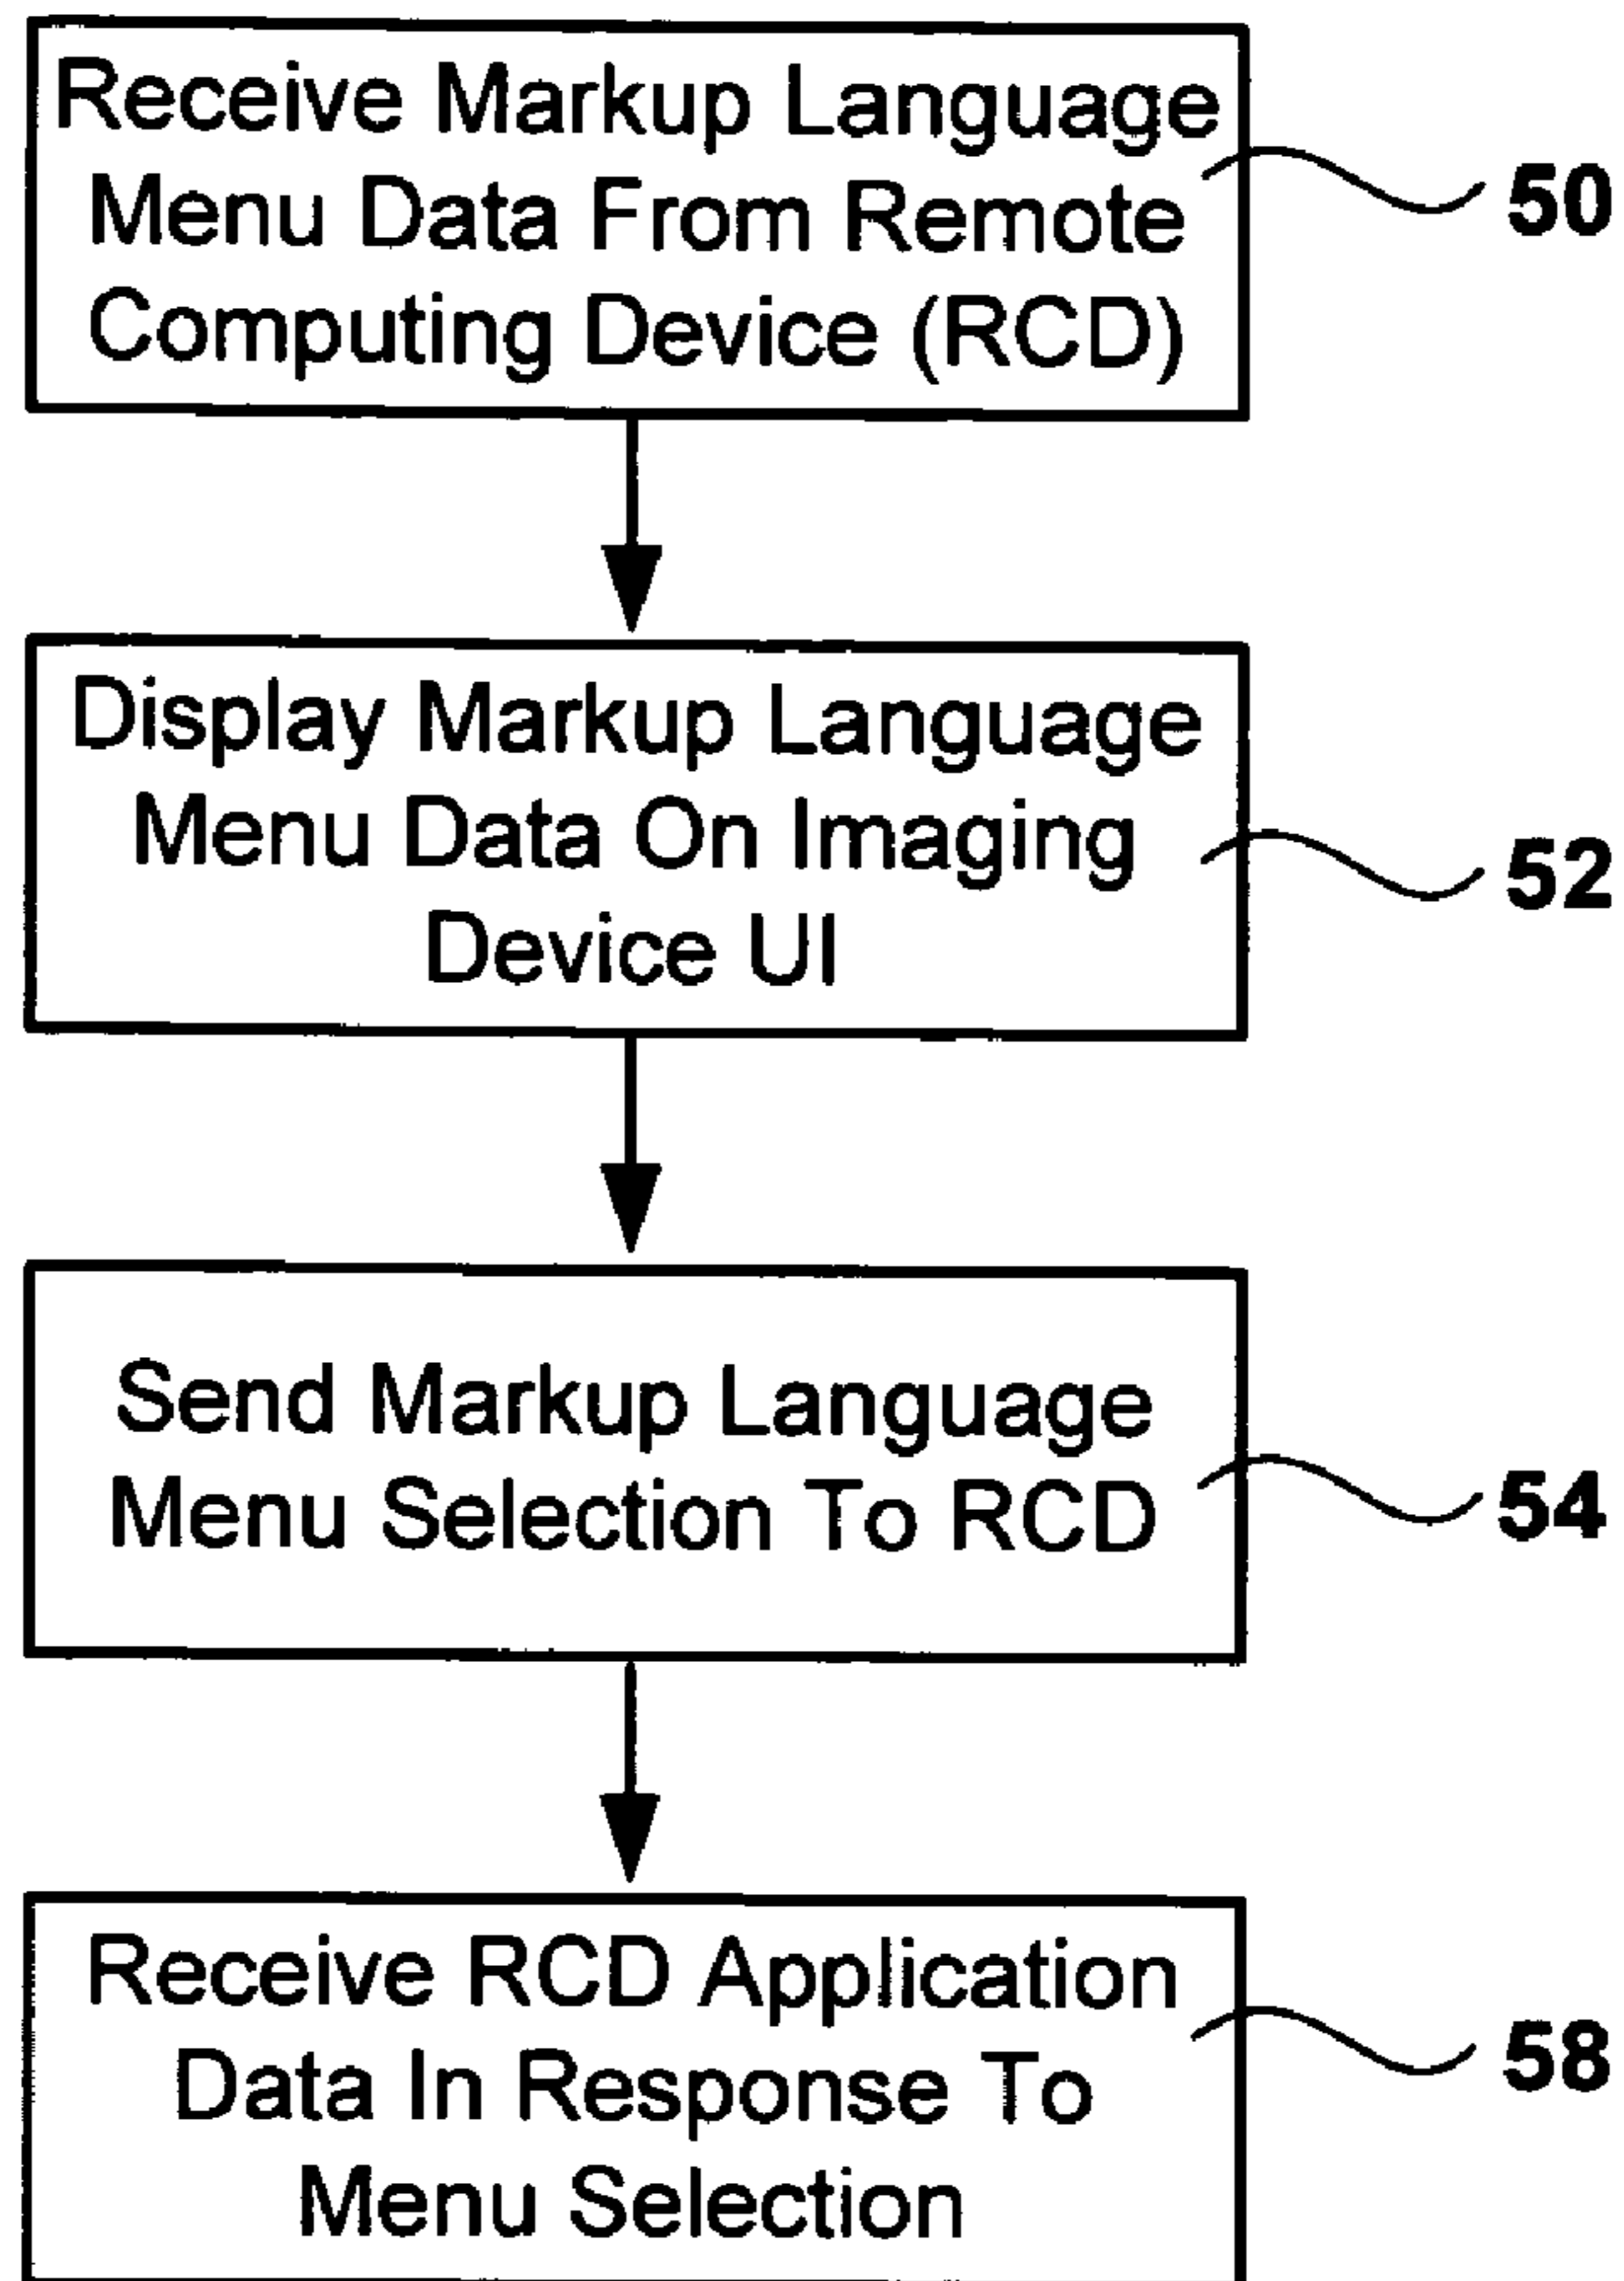 Receive Markup Language
Menu Data From Remote
Computing Device (RCD)
50
Display Markup Language
Menu Data On Imaging
Device UI
52
Send Markup Language
Menu Selection To RCD
54
Receive RCD Application
Data In Response To
Menu Selection
58